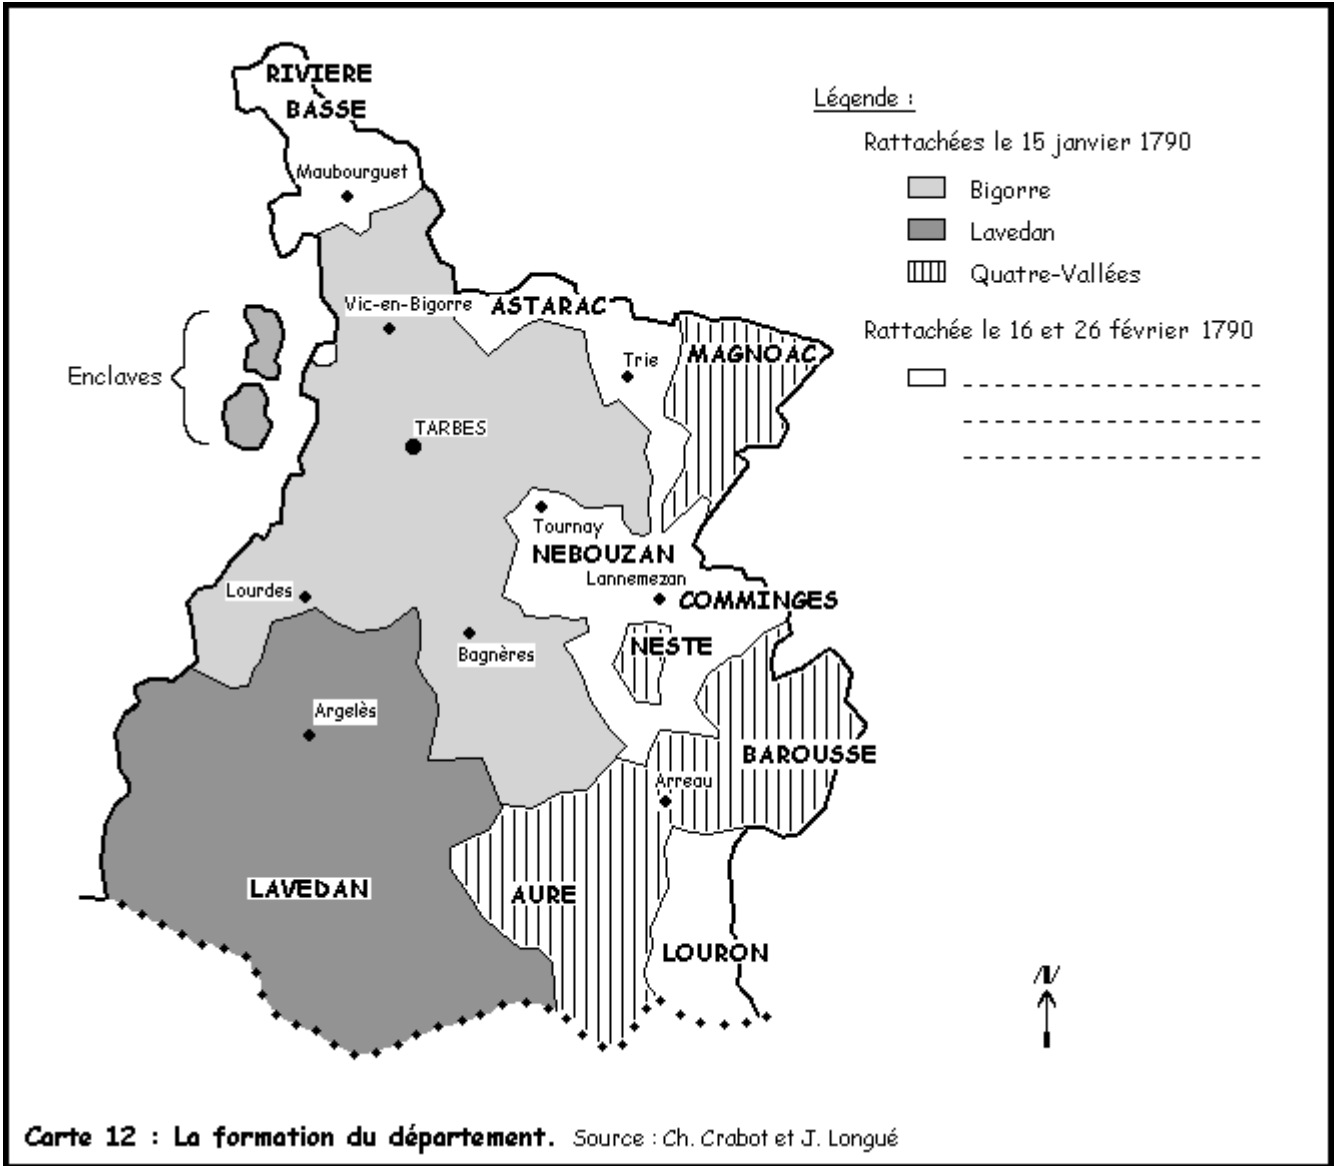 RIVIERE
BASSE
Maubourguet
Vic-en-Bigorre
ASTARAC
Trie
MAGNOAC
Enclaves
TARBES
Tournay
NEBOUZAN
Lannemezan
COMMINGES
Lourdes
NESTE
Bagnères
Argelès
BAROUSSE
Arreau
LAVEDAN
AURE
LOURON
Légende :
Rattachées le 15 janvier 1790
Bigorre
Lavedan
Quatre-Vallées
Rattachée le 16 et 26 février 1790
N
Carte 12 : La formation du département. Source : Ch. Crabot et J. Longué